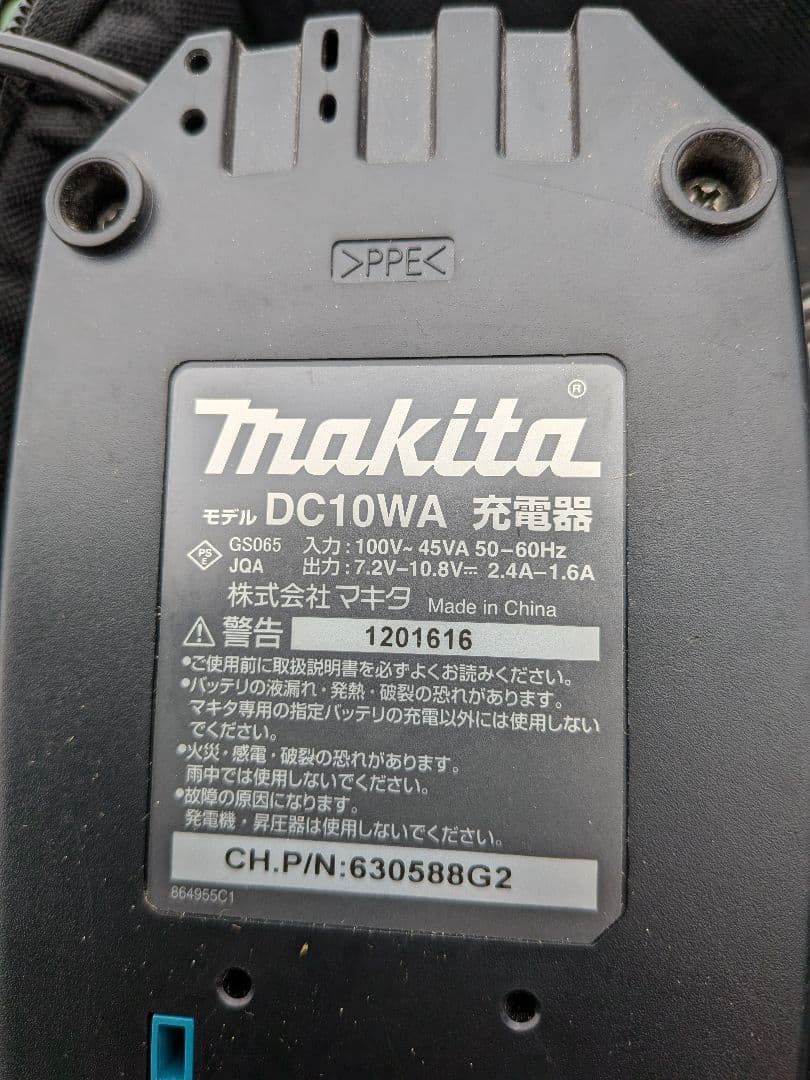 >PPE<
makita®
モデル DC10WA 充電器
PSE GS065 入力:100V~ 45VA 50-60Hz
JQA 出力:7.2V-10.8V⎓ 2.4A-1.6A
株式会社マキタ Made in China
⚠警告 1201616
•ご使用前に取扱説明書を必ずよくお読みください。
•バッテリの液漏れ・発熱・破裂の恐れがあります。
マキタ専用の指定バッテリの充電以外には使用しない
でください。
•火災・感電・破裂の恐れがあります。
雨中では使用しないでください。
•故障の原因になります。
発電機・昇圧器は使用しないでください。
CH.P/N:630588G2
864955C1